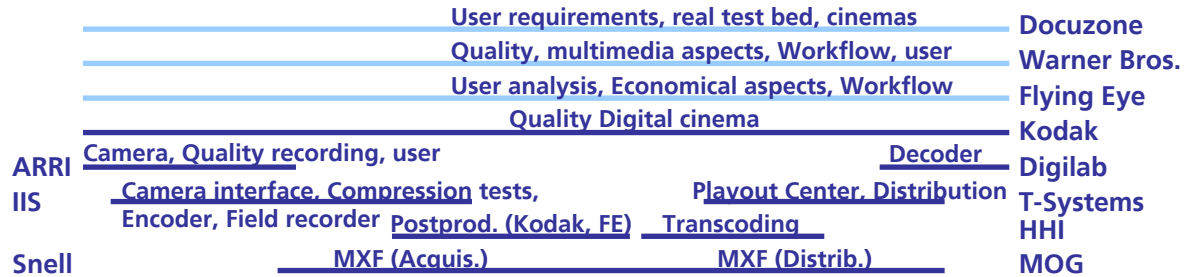 User requirements, real test bed, cinemas Docuzone
Quality, multimedia aspects, Workflow, user Warner Bros.
User analysis, Economical aspects, Workflow Flying Eye
Quality Digital cinema Kodak
ARRI Camera, Quality recording, user Decoder Digilab
IIS Camera interface, Compression tests, Playout Center, Distribution T-Systems
Encoder, Field recorder Postprod. (Kodak, FE) Transcoding HHI
Snell MXF (Acquis.) MXF (Distrib.) MOG